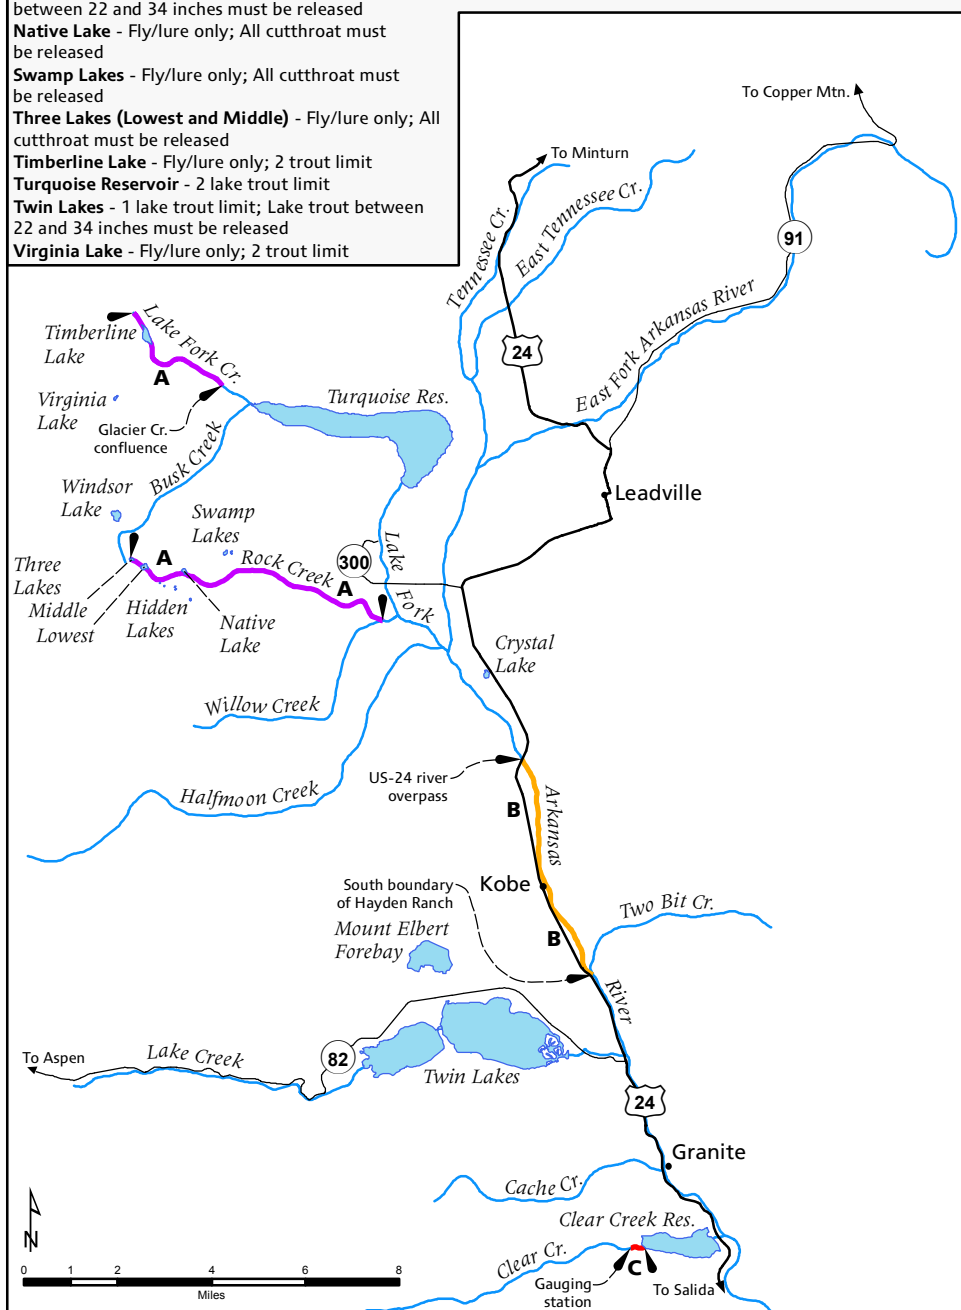 between 22 and 34 inches must be released
Native Lake - Fly/lure only; All cutthroat must
be released
Swamp Lakes - Fly/lure only; All cutthroat must
be released
Three Lakes (Lowest and Middle) - Fly/lure only; All
cutthroat must be released
Timberline Lake - Fly/lure only; 2 trout limit
Turquoise Reservoir - 2 lake trout limit
Twin Lakes - 1 lake trout limit; Lake trout between
22 and 34 inches must be released
Virginia Lake - Fly/lure only; 2 trout limit
To Copper Mtn.
To Minturn
Tennessee Cr.
East Tennessee Cr.
91
East Fork Arkansas River
24
Lake Fork Cr.
Timberline
Lake
A
Virginia
Lake
Glacier Cr.
confluence
Turquoise Res.
Busk Creek
Leadville
Windsor
Lake
Swamp
Lakes
Three
Lakes
Middle
Lowest
A
Hidden
Lakes
Native
Lake
Rock Creek
A
300
Lake
Fork
Crystal
Lake
Willow Creek
Halfmoon Creek
US-24 river
overpass
Arkansas
B
Kobe
South boundary
of Hayden Ranch
B
Two Bit Cr.
Mount Elbert
Forebay
River
To Aspen
Lake Creek
82
Twin Lakes
24
Granite
Cache Cr.
Clear Creek Res.
Clear Cr.
C
Gauging
station
To Salida
N
0 1 2 4 8
Miles